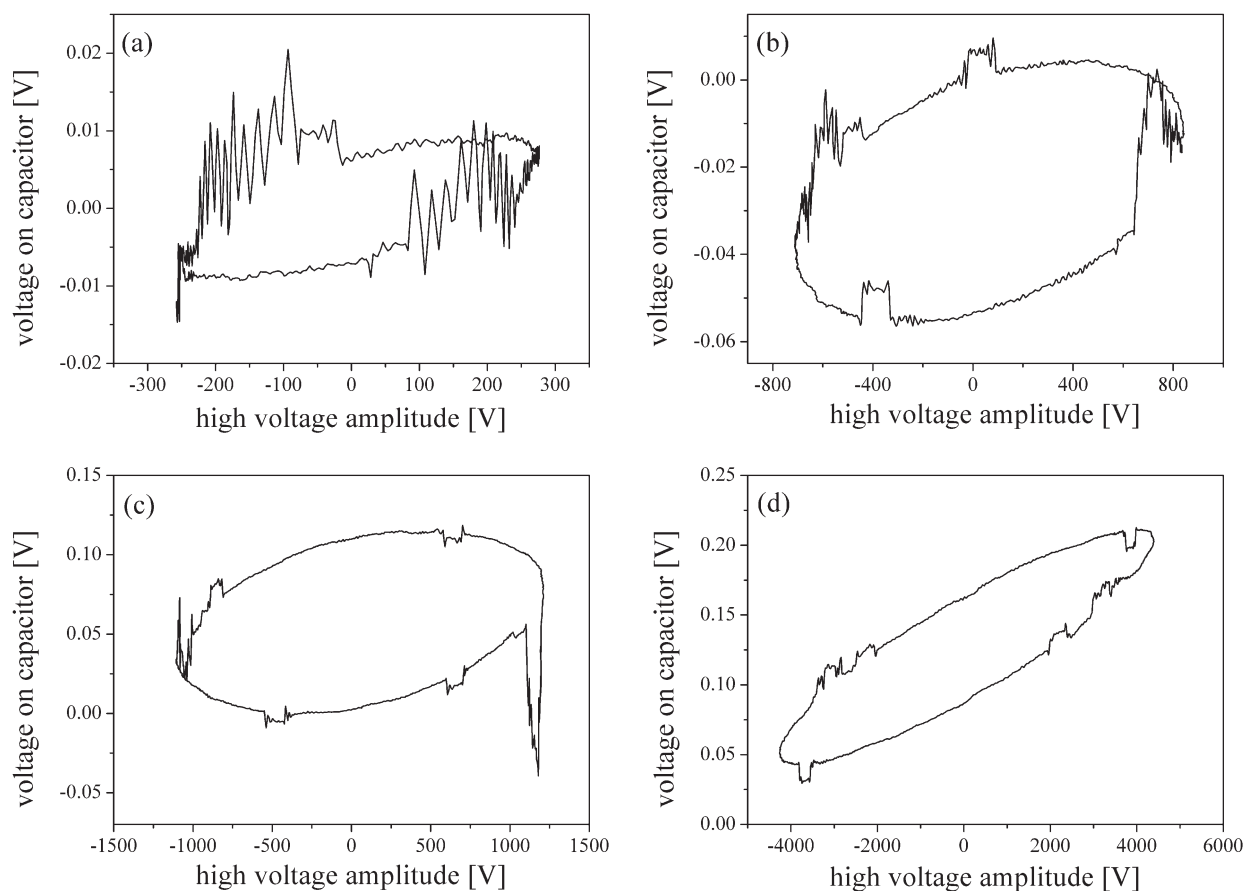 (a)
voltage on capacitor [V]
0.02
0.01
0.00
-0.01
-0.02
-300 -200 -100 0 100 200 300
high voltage amplitude [V]
(b)
voltage on capacitor [V]
0.00
-0.02
-0.04
-0.06
-800 -400 0 400 800
high voltage amplitude [V]
(c)
voltage on capacitor [V]
0.15
0.10
0.05
0.00
-0.05
-1500 -1000 -500 0 500 1000 1500
high voltage amplitude [V]
(d)
voltage on capacitor [V]
0.25
0.20
0.15
0.10
0.05
0.00
-4000 -2000 0 2000 4000 6000
high voltage amplitude [V]